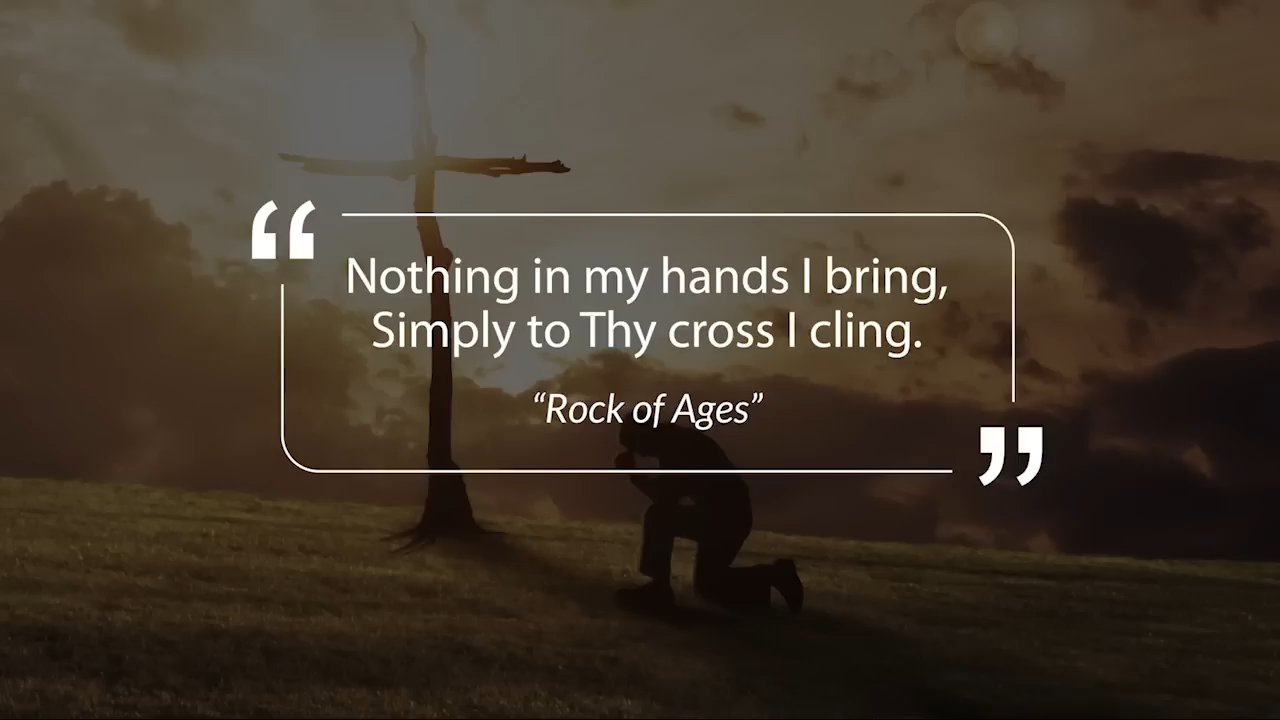 Nothing in my hands I bring,
Simply to Thy cross I cling.
“Rock of Ages”